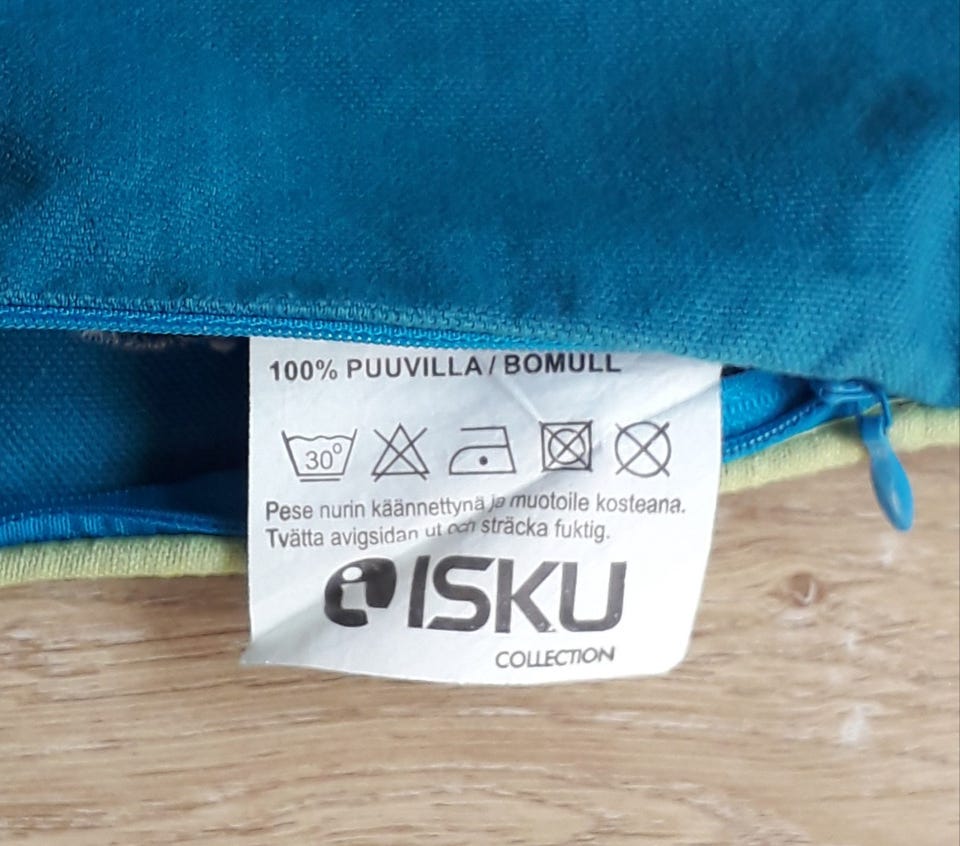 100% PUUVILLA / BOMULL
30°
Pese nurin käännettynä ja muotoile kosteana.
Tvätta avigsidan ut och sträcka fuktig.
ISKU
COLLECTION